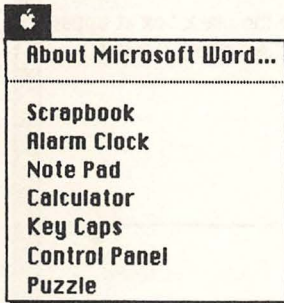 About Microsoft Word...
Scrapbook
Alarm Clock
Note Pad
Calculator
Key Caps
Control Panel
Puzzle